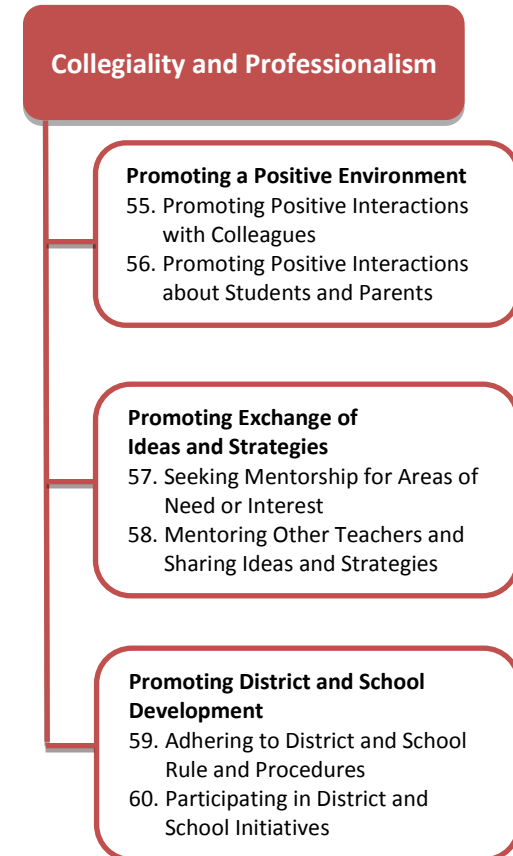 Collegiality and Professionalism
Promoting a Positive Environment
55. Promoting Positive Interactions
with Colleagues
56. Promoting Positive Interactions
about Students and Parents
Promoting Exchange of
Ideas and Strategies
57. Seeking Mentorship for Areas of
Need or Interest
58. Mentoring Other Teachers and
Sharing Ideas and Strategies
Promoting District and School
Development
59. Adhering to District and School
Rule and Procedures
60. Participating in District and
School Initiatives